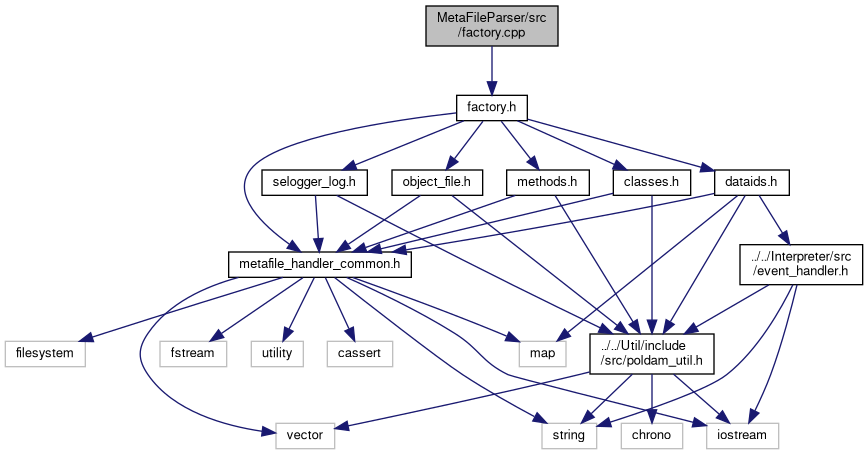 MetaFileParser/src
/factory.cpp
factory.h
selogger_log.h
object_file.h
methods.h
classes.h
dataids.h
metafile_handler_common.h
../../Interpreter/src
/event_handler.h
filesystem
fstream
utility
cassert
map
../../Util/include
/src/poldam_util.h
vector
string
chrono
iostream